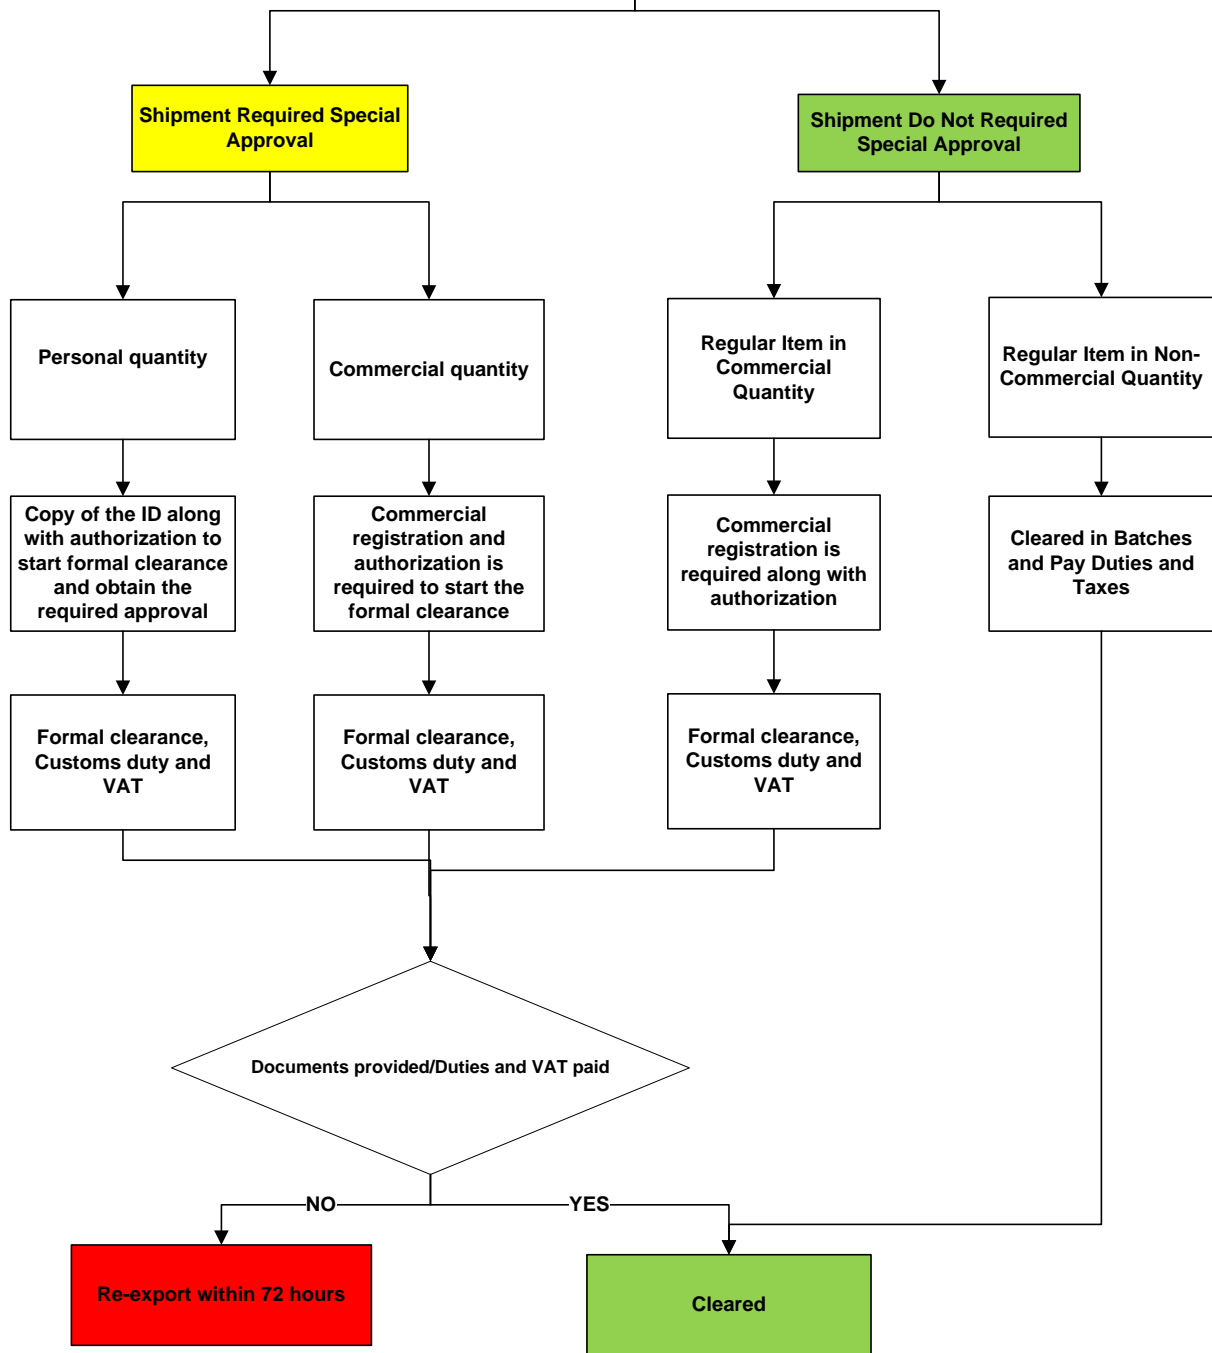 Shipment Required Special
Approval
Shipment Do Not Required
Special Approval
Personal quantity
Commercial quantity
Regular Item in
Commercial
Quantity
Regular Item in Non-
Commercial Quantity
Copy of the ID along
with authorization to
start formal clearance
and obtain the
required approval
Commercial
registration and
authorization is
required to start the
formal clearance
Commercial
registration is
required along with
authorization
Cleared in Batches
and Pay Duties and
Taxes
Formal clearance,
Customs duty and
VAT
Formal clearance,
Customs duty and
VAT
Formal clearance,
Customs duty and
VAT
Documents provided/Duties and VAT paid
NO
YES
Re-export within 72 hours
Cleared